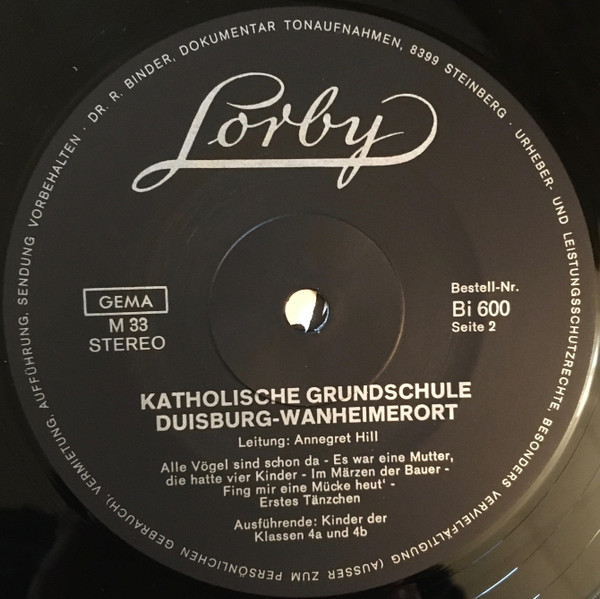 Lorby
GEMA
M 33
STEREO
Bestell-Nr.
Bi 600
Seite 2
KATHOLISCHE GRUNDSCHULE
DUISBURG-WANHEIMERORT
Leitung: Annegret Hill
Alle Vögel sind schon da - Es war eine Mutter,
die hatte vier Kinder - Im Märzen der Bauer -
Fing mir eine Mücke heut' -
Erstes Tänzchen
Ausführende: Kinder der
Klassen 4a und 4b
DR. R. BINDER, DOKUMENTAR TONAUFNAHMEN, 8399 STEINBERG · URHEBER- UND LEISTUNGSSCHUTZRECHTE, BESONDERS VERVIELFÄLTIGUNG (AUSSER ZUM PERSÖNLICHEN GEBRAUCH), VERMIETUNG, AUFFÜHRUNG, SENDUNG VORBEHALTEN ·